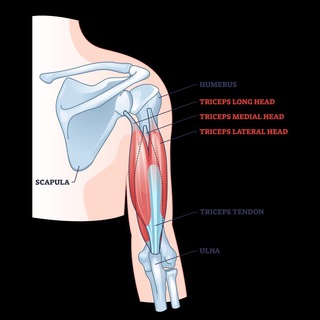 HUMERUS
TRICEPS LONG HEAD
TRICEPS MEDIAL HEAD
TRICEPS LATERAL HEAD
SCAPULA
TRICEPS TENDON
ULNA